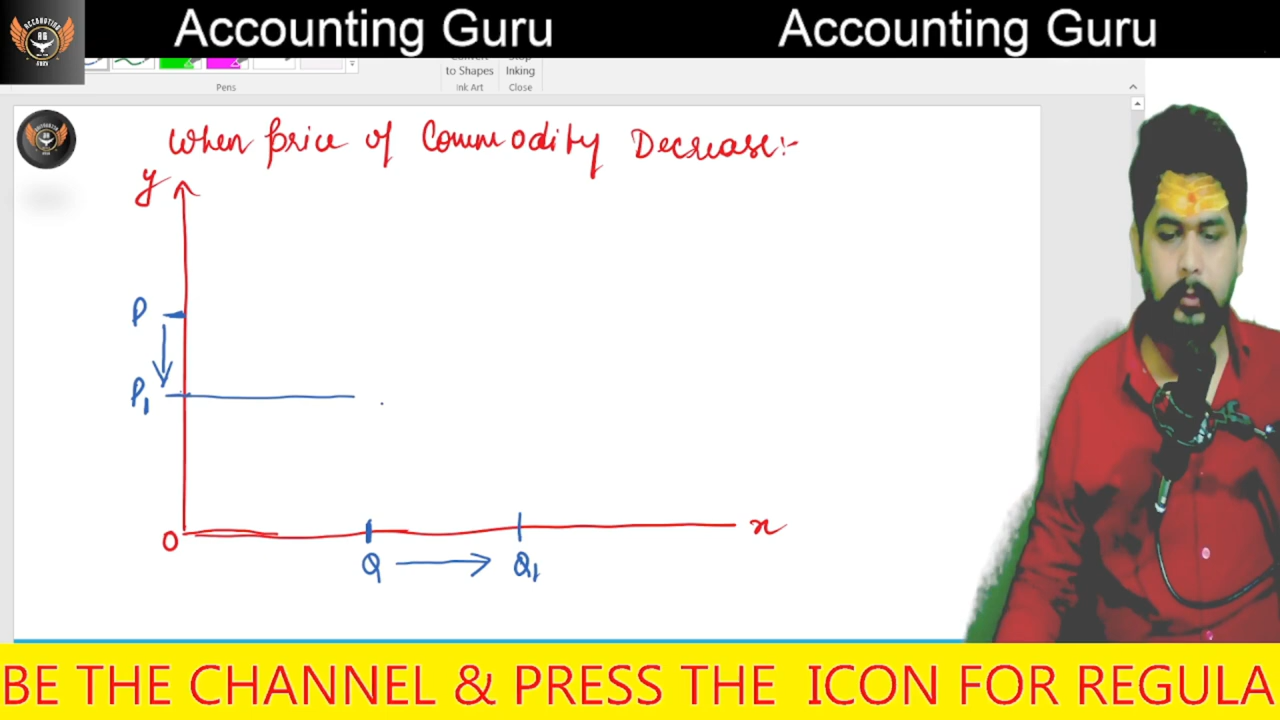 Accounting Guru Accounting Guru
to Shapes Inking
Pens Ink Art Close
When price of Commodity Decrease:-
y
P
P1
O x
Q Q1
BE THE CHANNEL & PRESS THE ICON FOR REGULA